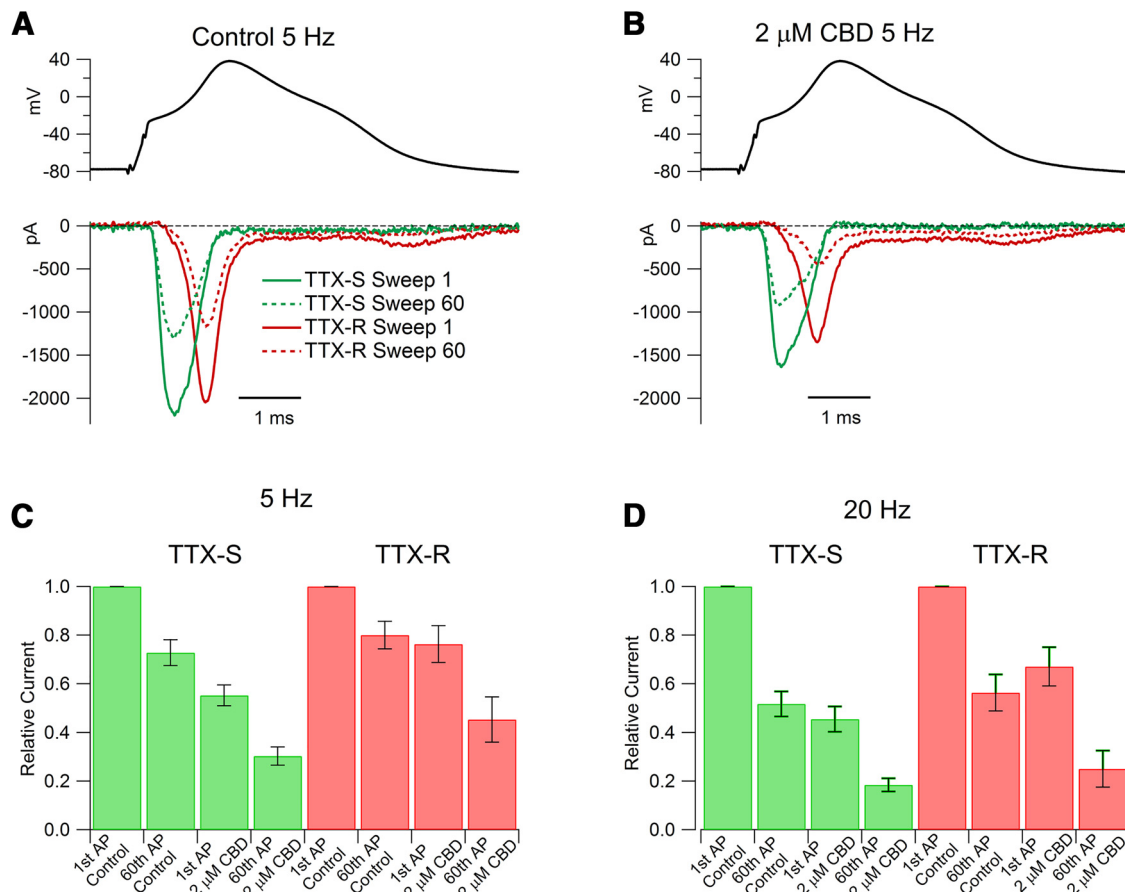 A
Control 5 Hz
40
0
-40
-80
mV
0
-500
-1000
-1500
-2000
pA
TTX-S Sweep 1
TTX-S Sweep 60
TTX-R Sweep 1
TTX-R Sweep 60
1 ms
B
2 μM CBD 5 Hz
40
0
-40
-80
mV
0
-500
-1000
-1500
-2000
pA
1 ms
C
5 Hz
TTX-S
TTX-R
1.0
0.8
0.6
0.4
0.2
0.0
Relative Current
1st AP
Control
60th AP
Control
1st AP
2 μM CBD
60th AP
2 μM CBD
1st AP
Control
60th AP
Control
1st AP
2 μM CBD
60th AP
2 μM CBD
D
20 Hz
TTX-S
TTX-R
1.0
0.8
0.6
0.4
0.2
0.0
Relative Current
1st AP
Control
60th AP
Control
1st AP
2 μM CBD
60th AP
2 μM CBD
1st AP
Control
60th AP
Control
1st AP
2 μM CBD
60th AP
2 μM CBD